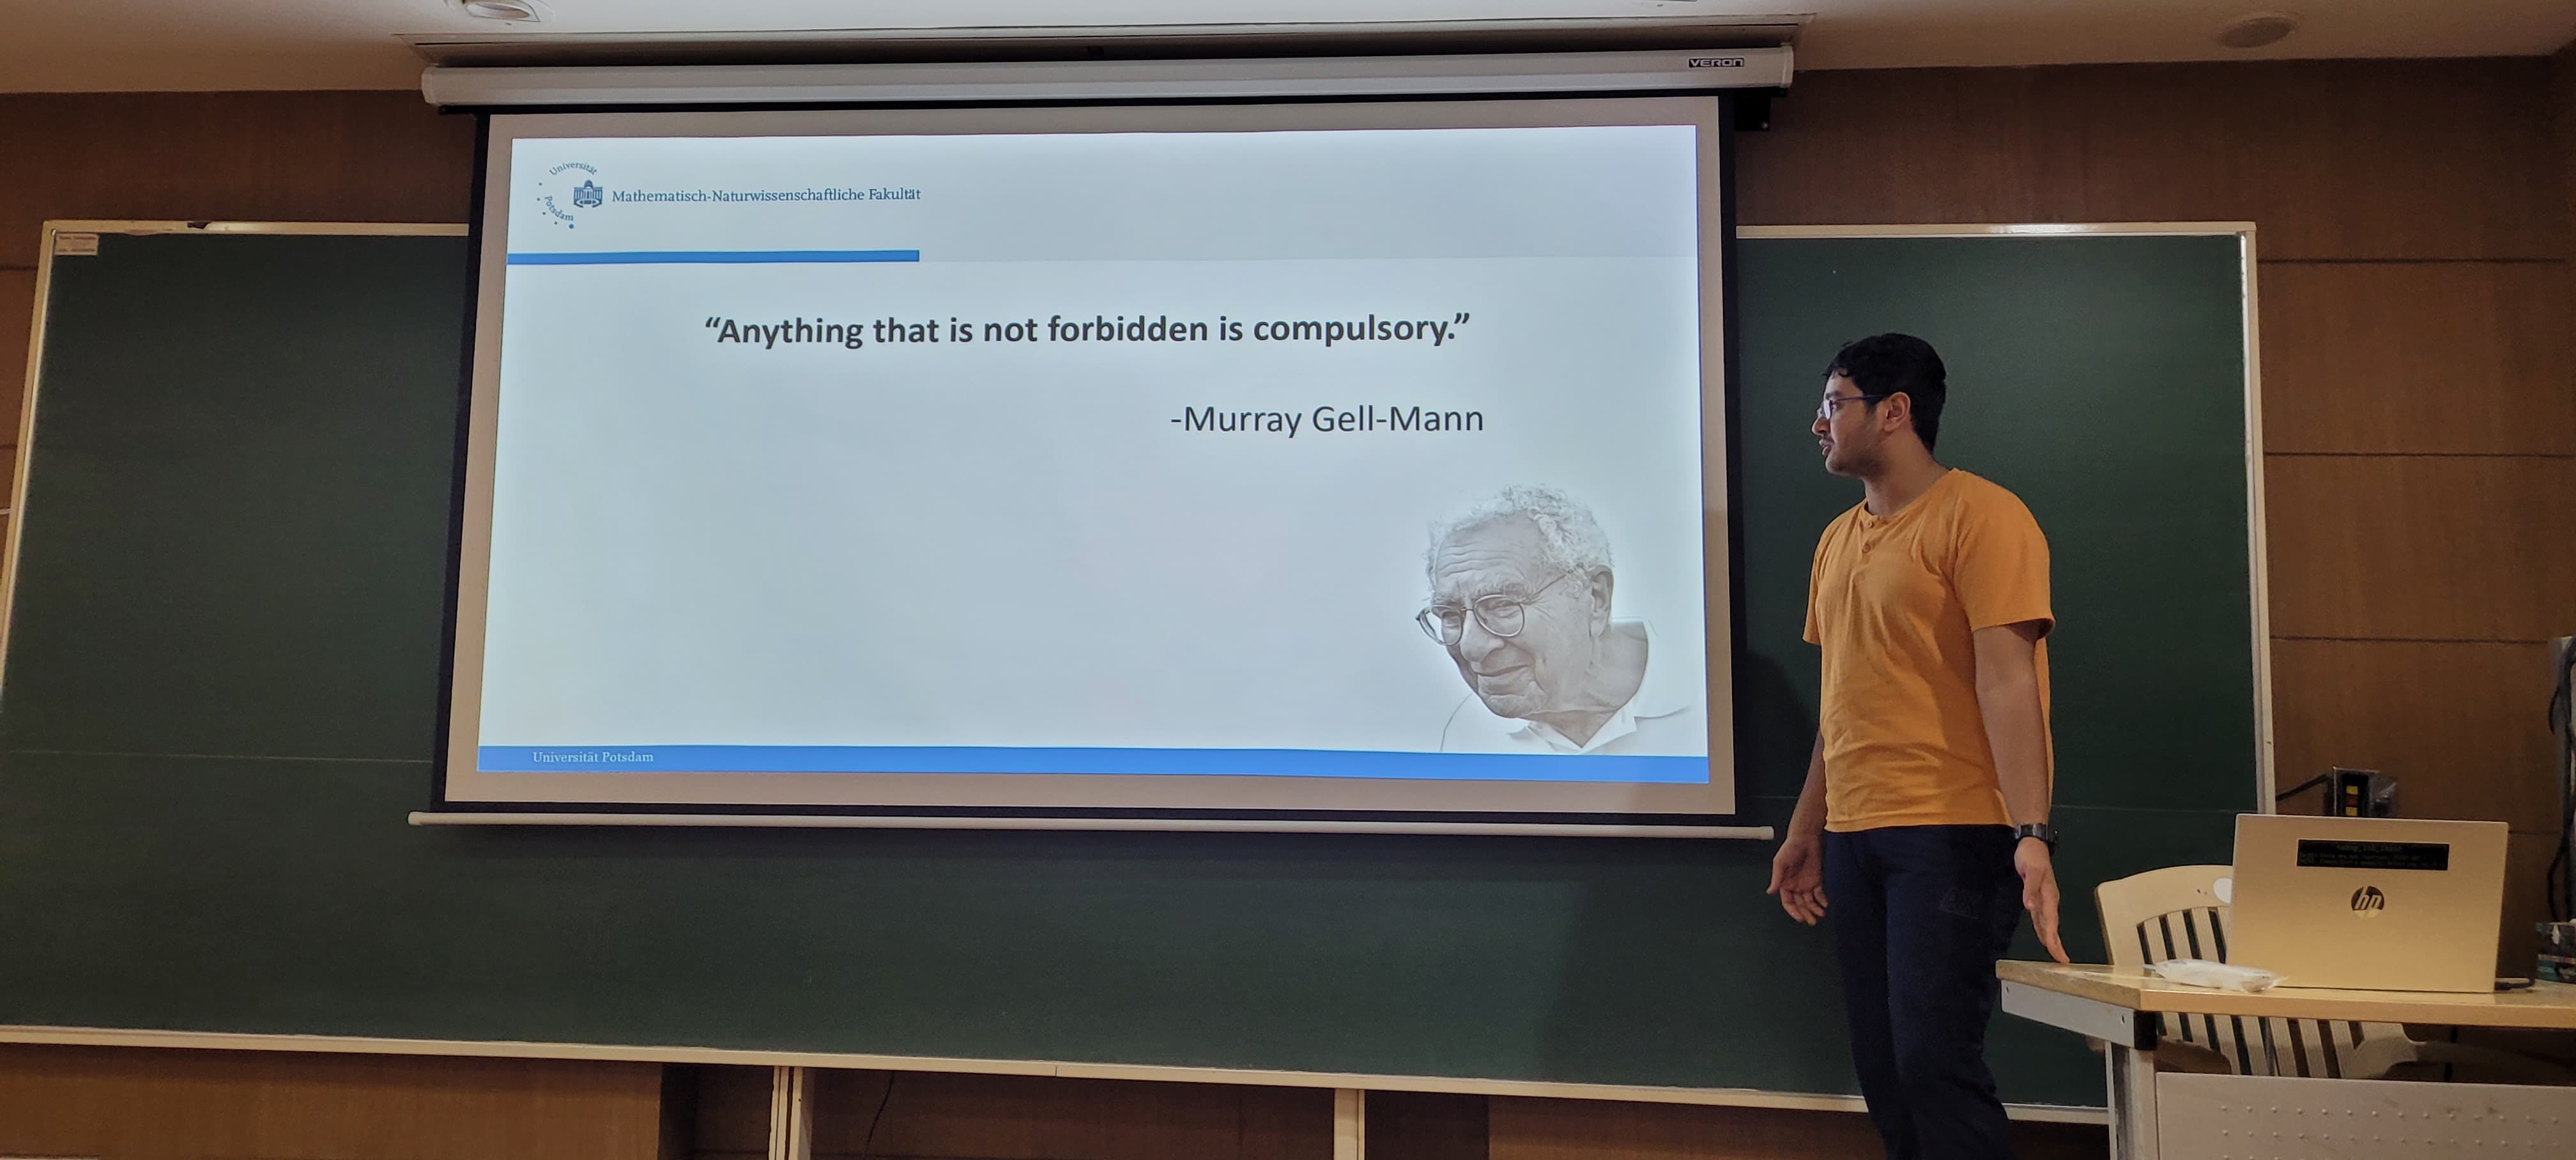 VERON
Universität
Potsdam
Mathematisch-Naturwissenschaftliche Fakultät
“Anything that is not forbidden is compulsory.”
-Murray Gell-Mann
Universität Potsdam
hp